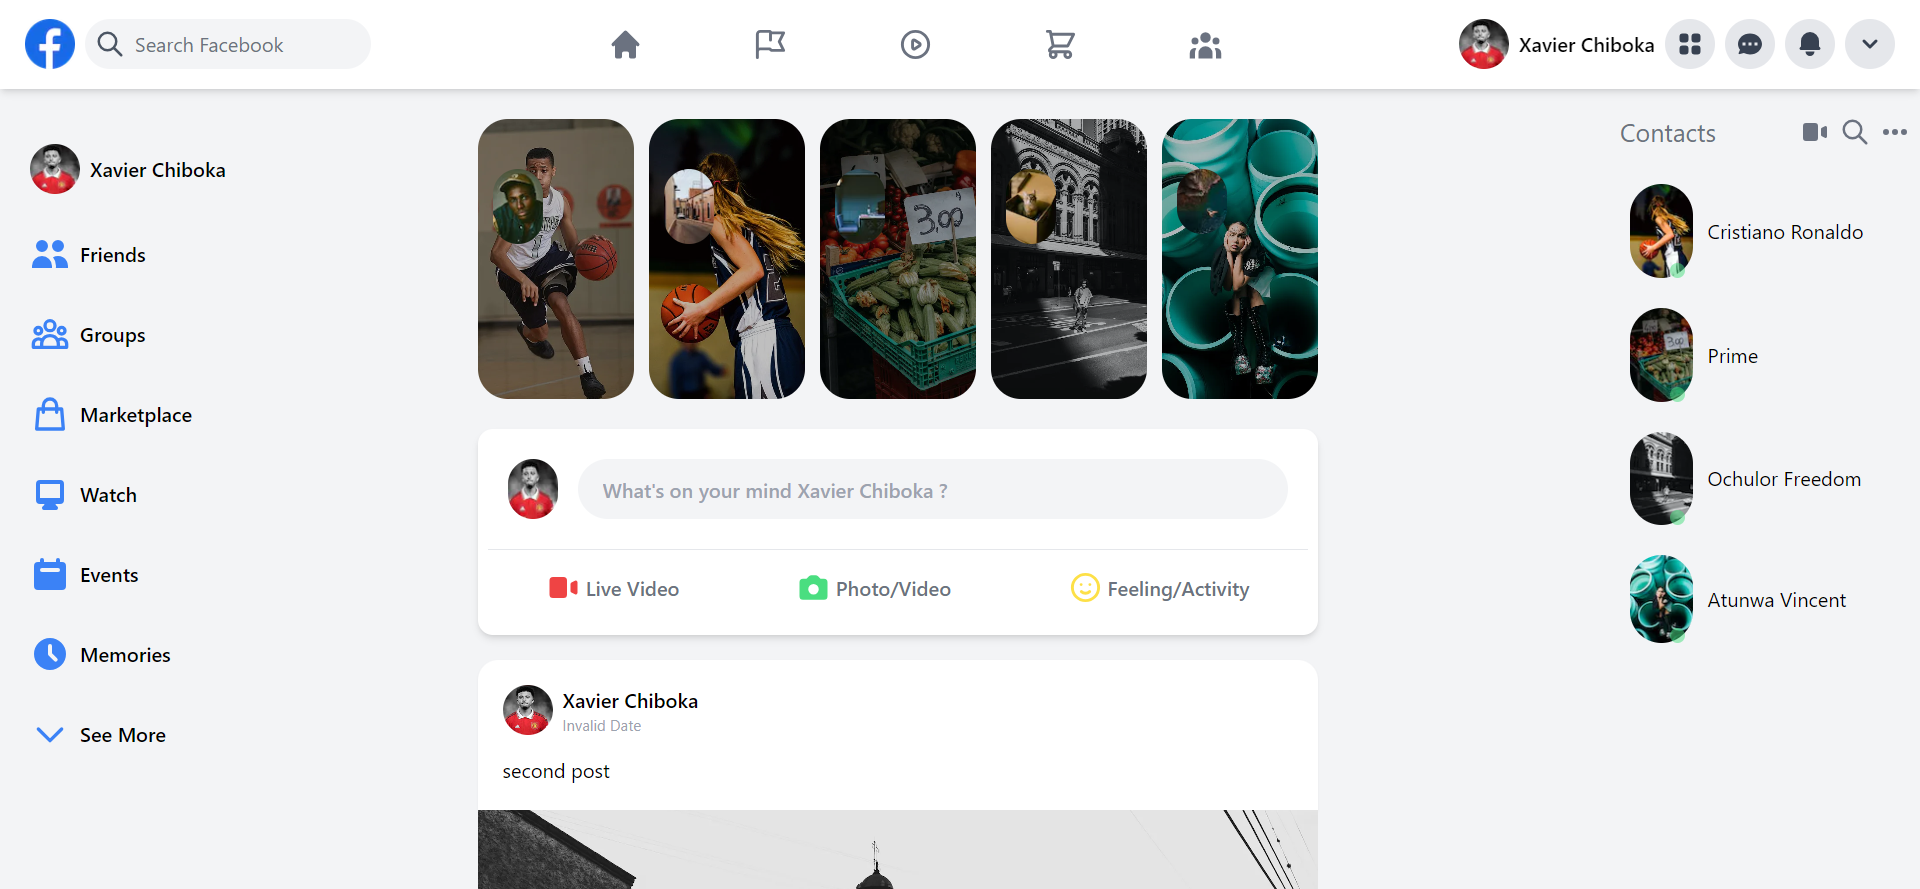 Search Facebook
Xavier Chiboka
Xavier Chiboka
Friends
Groups
Marketplace
Watch
Events
Memories
See More
3.00
What's on your mind Xavier Chiboka ?
Live Video
Photo/Video
Feeling/Activity
Xavier Chiboka
Invalid Date
second post
Contacts
Cristiano Ronaldo
Prime
3.00
Ochulor Freedom
Atunwa Vincent